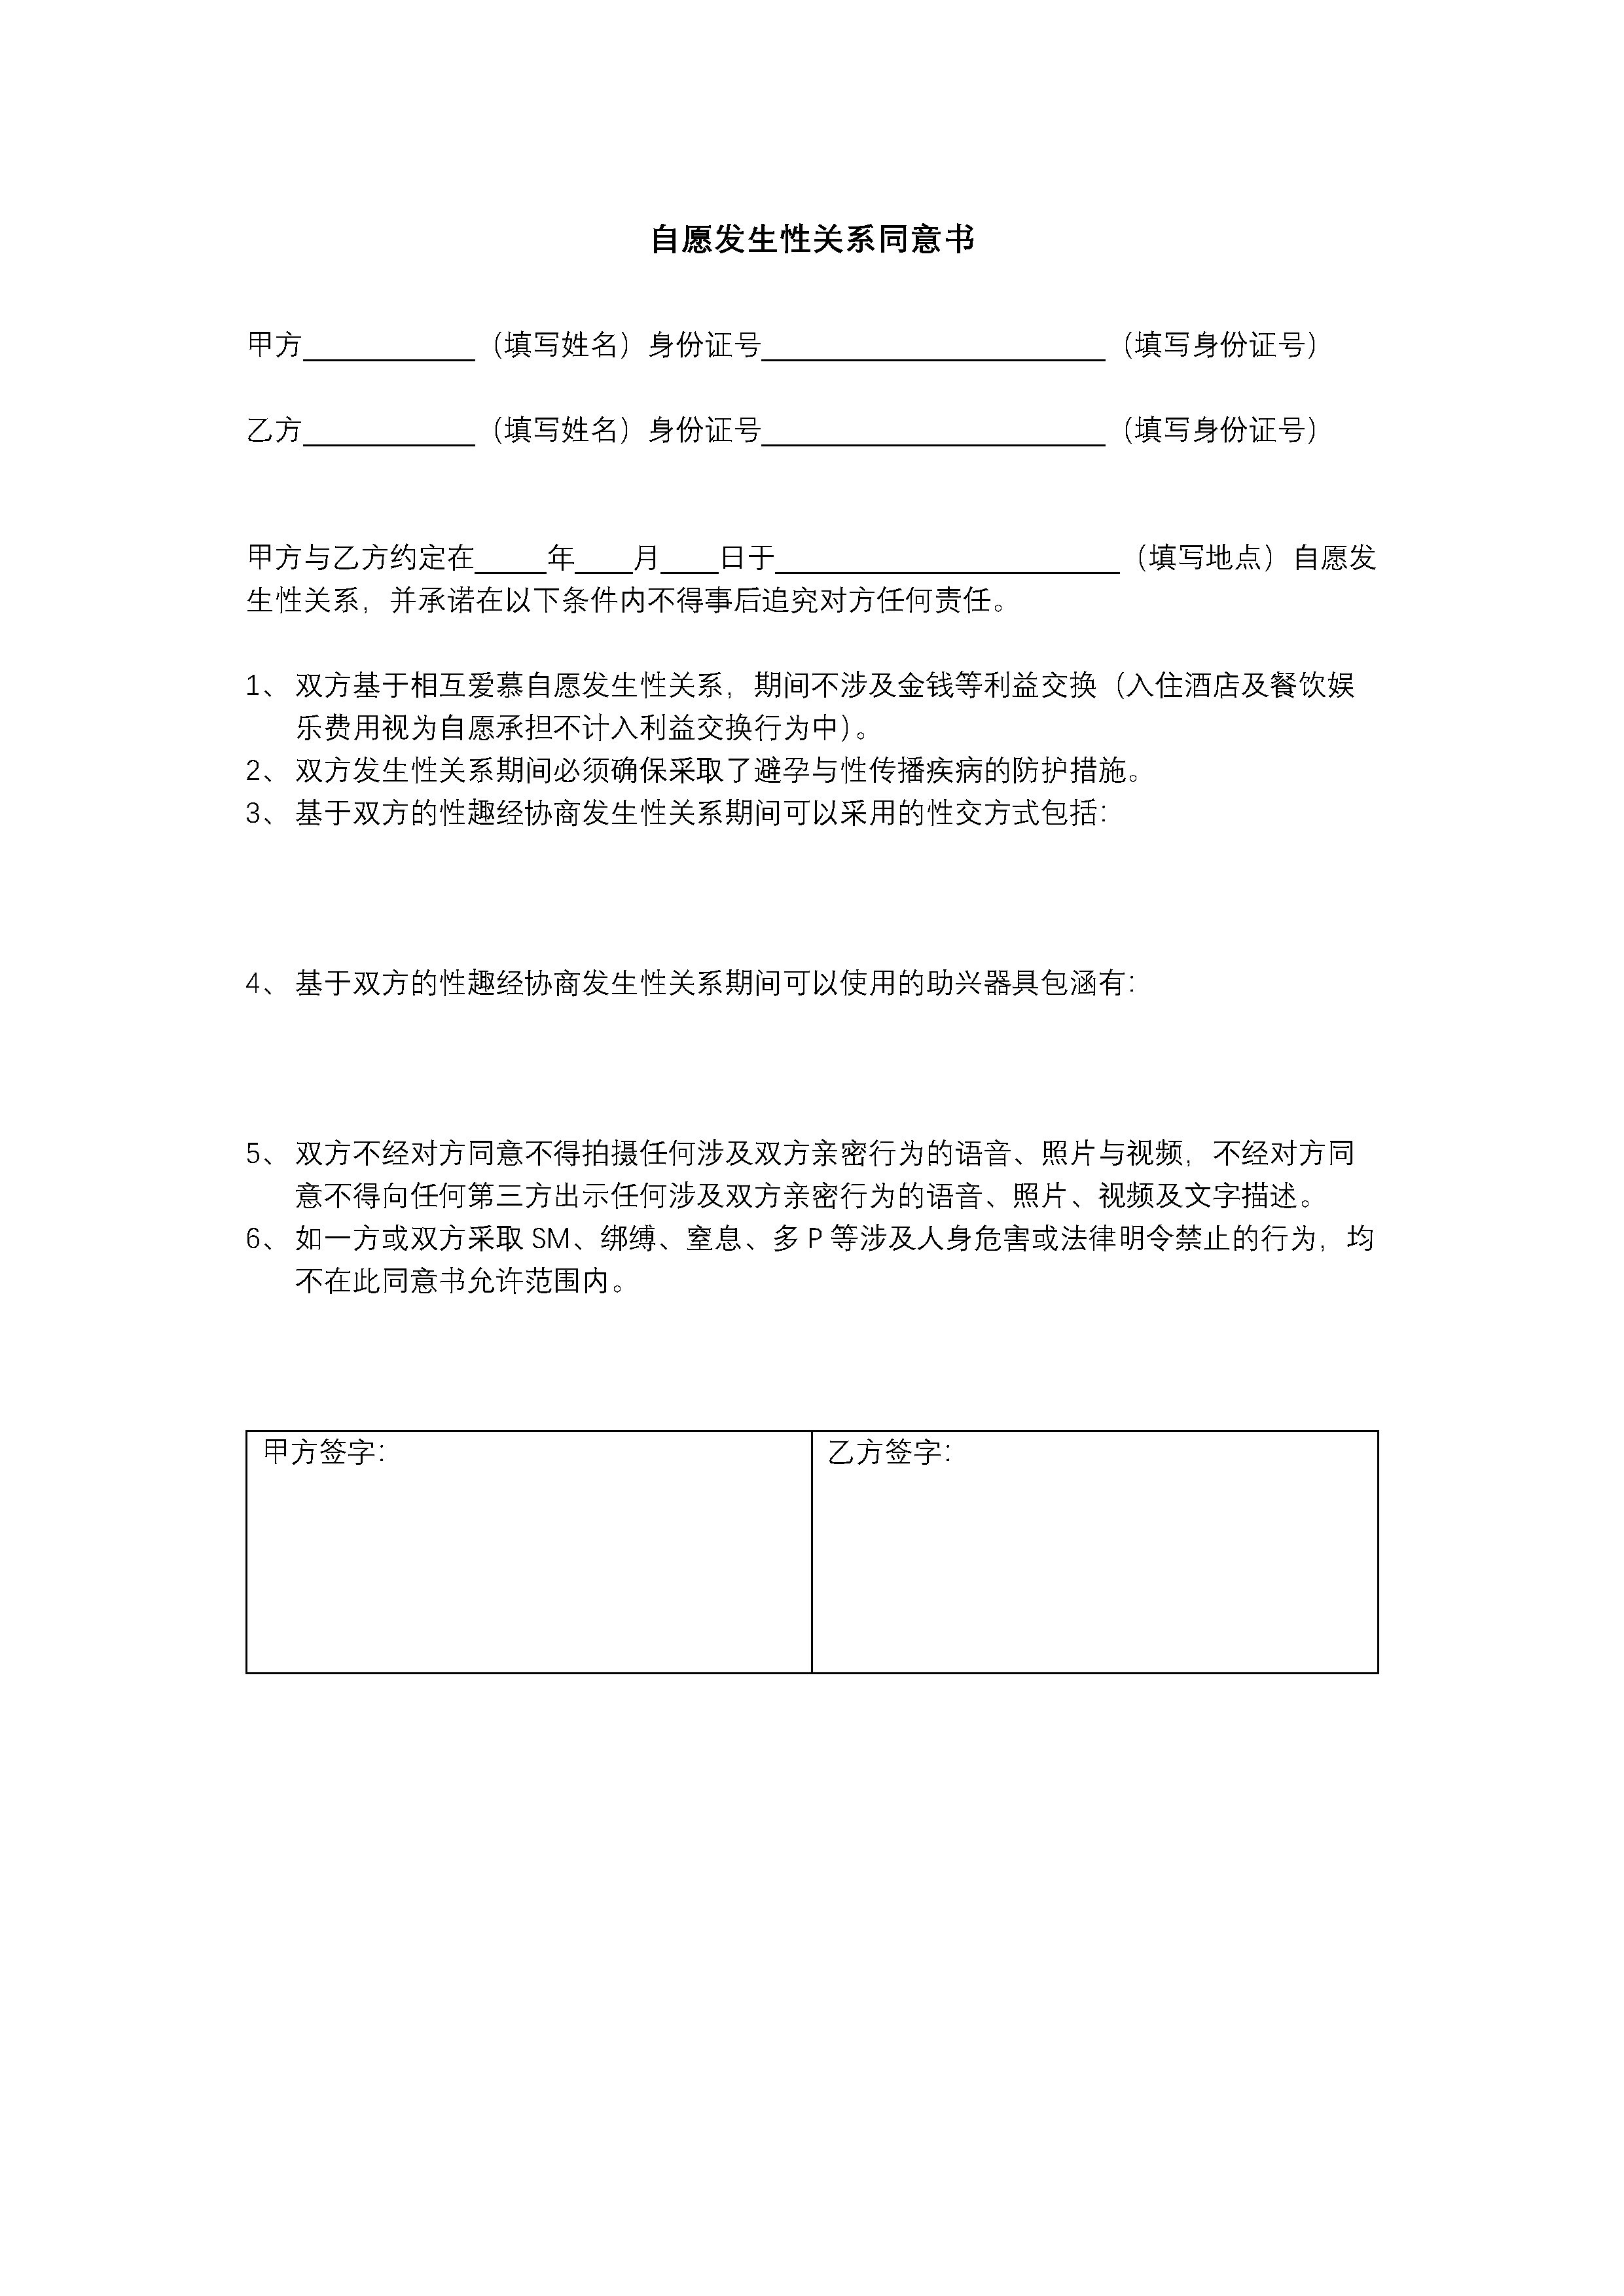 自愿发生性关系同意书
甲方____________（填写姓名）身份证号________________________（填写身份证号）
乙方____________（填写姓名）身份证号________________________（填写身份证号）
甲方与乙方约定在_____年____月____日于________________________（填写地点）自愿发
生性关系，并承诺在以下条件内不得事后追究对方任何责任。
1、 双方基于相互爱慕自愿发生性关系，期间不涉及金钱等利益交换（入住酒店及餐饮娱
乐费用视为自愿承担不计入利益交换行为中）。
2、 双方发生性关系期间必须确保采取了避孕与性传播疾病的防护措施。
3、 基于双方的性趣经协商发生性关系期间可以采用的性交方式包括：
4、 基于双方的性趣经协商发生性关系期间可以使用的助兴器具包涵有：
5、 双方不经对方同意不得拍摄任何涉及双方亲密行为的语音、照片与视频，不经对方同
意不得向任何第三方出示任何涉及双方亲密行为的语音、照片、视频及文字描述。
6、 如一方或双方采取 SM、绑缚、窒息、多 P 等涉及人身危害或法律明令禁止的行为，均
不在此同意书允许范围内。
甲方签字： 乙方签字：